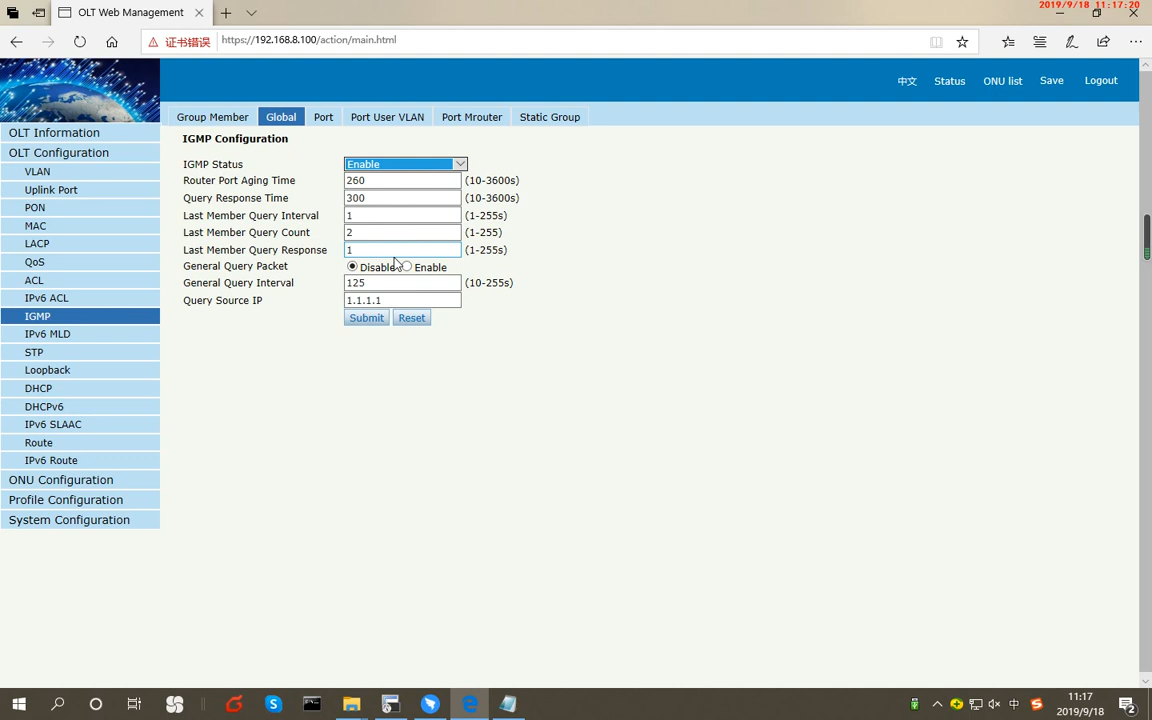 2019/9/18 11:17:20
OLT Web Management
证书错误 https://192.168.8.100/action/main.html
中文 Status ONU list Save Logout
Group Member Global Port Port User VLAN Port Mrouter Static Group
OLT Information
OLT Configuration
VLAN
Uplink Port
PON
MAC
LACP
QoS
ACL
IPv6 ACL
IGMP
IPv6 MLD
STP
Loopback
DHCP
DHCPv6
IPv6 SLAAC
Route
IPv6 Route
ONU Configuration
Profile Configuration
System Configuration
IGMP Configuration
IGMP Status Enable
Router Port Aging Time 260 (10-3600s)
Query Response Time 300 (10-3600s)
Last Member Query Interval 1 (1-255s)
Last Member Query Count 2 (1-255)
Last Member Query Response 1 (1-255s)
General Query Packet Disable Enable
General Query Interval 125 (10-255s)
Query Source IP 1.1.1.1
Submit Reset
中 11:17
2019/9/18 2